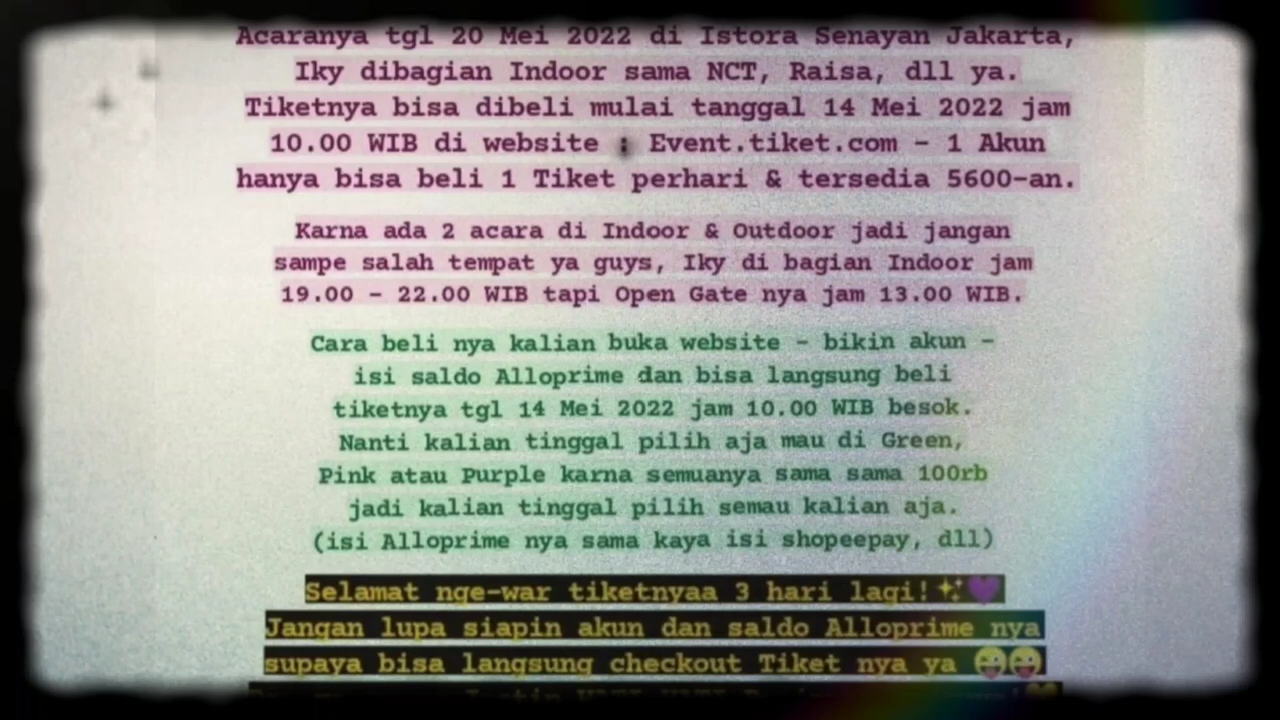 Acaranya tgl 20 Mei 2022 di Istora Senayan Jakarta,
Iky dibagian Indoor sama NCT, Raisa, dll ya.
Tiketnya bisa dibeli mulai tanggal 14 Mei 2022 jam
10.00 WIB di website : Event.tiket.com - 1 Akun
hanya bisa beli 1 Tiket perhari & tersedia 5600-an.
Karna ada 2 acara di Indoor & Outdoor jadi jangan
sampe salah tempat ya guys, Iky di bagian Indoor jam
19.00 - 22.00 WIB tapi Open Gate nya jam 13.00 WIB.
Cara beli nya kalian buka website - bikin akun -
isi saldo Alloprime dan bisa langsung beli
tiketnya tgl 14 Mei 2022 jam 10.00 WIB besok.
Nanti kalian tinggal pilih aja mau di Green,
Pink atau Purple karna semuanya sama sama 100rb
jadi kalian tinggal pilih semau kalian aja.
(isi Alloprime nya sama kaya isi shopeepay, dll)
Selamat nge-war tiketnyaa 3 hari lagi!✨💜
Jangan lupa siapin akun dan saldo Alloprime nya
supaya bisa langsung checkout Tiket nya ya 😜😜